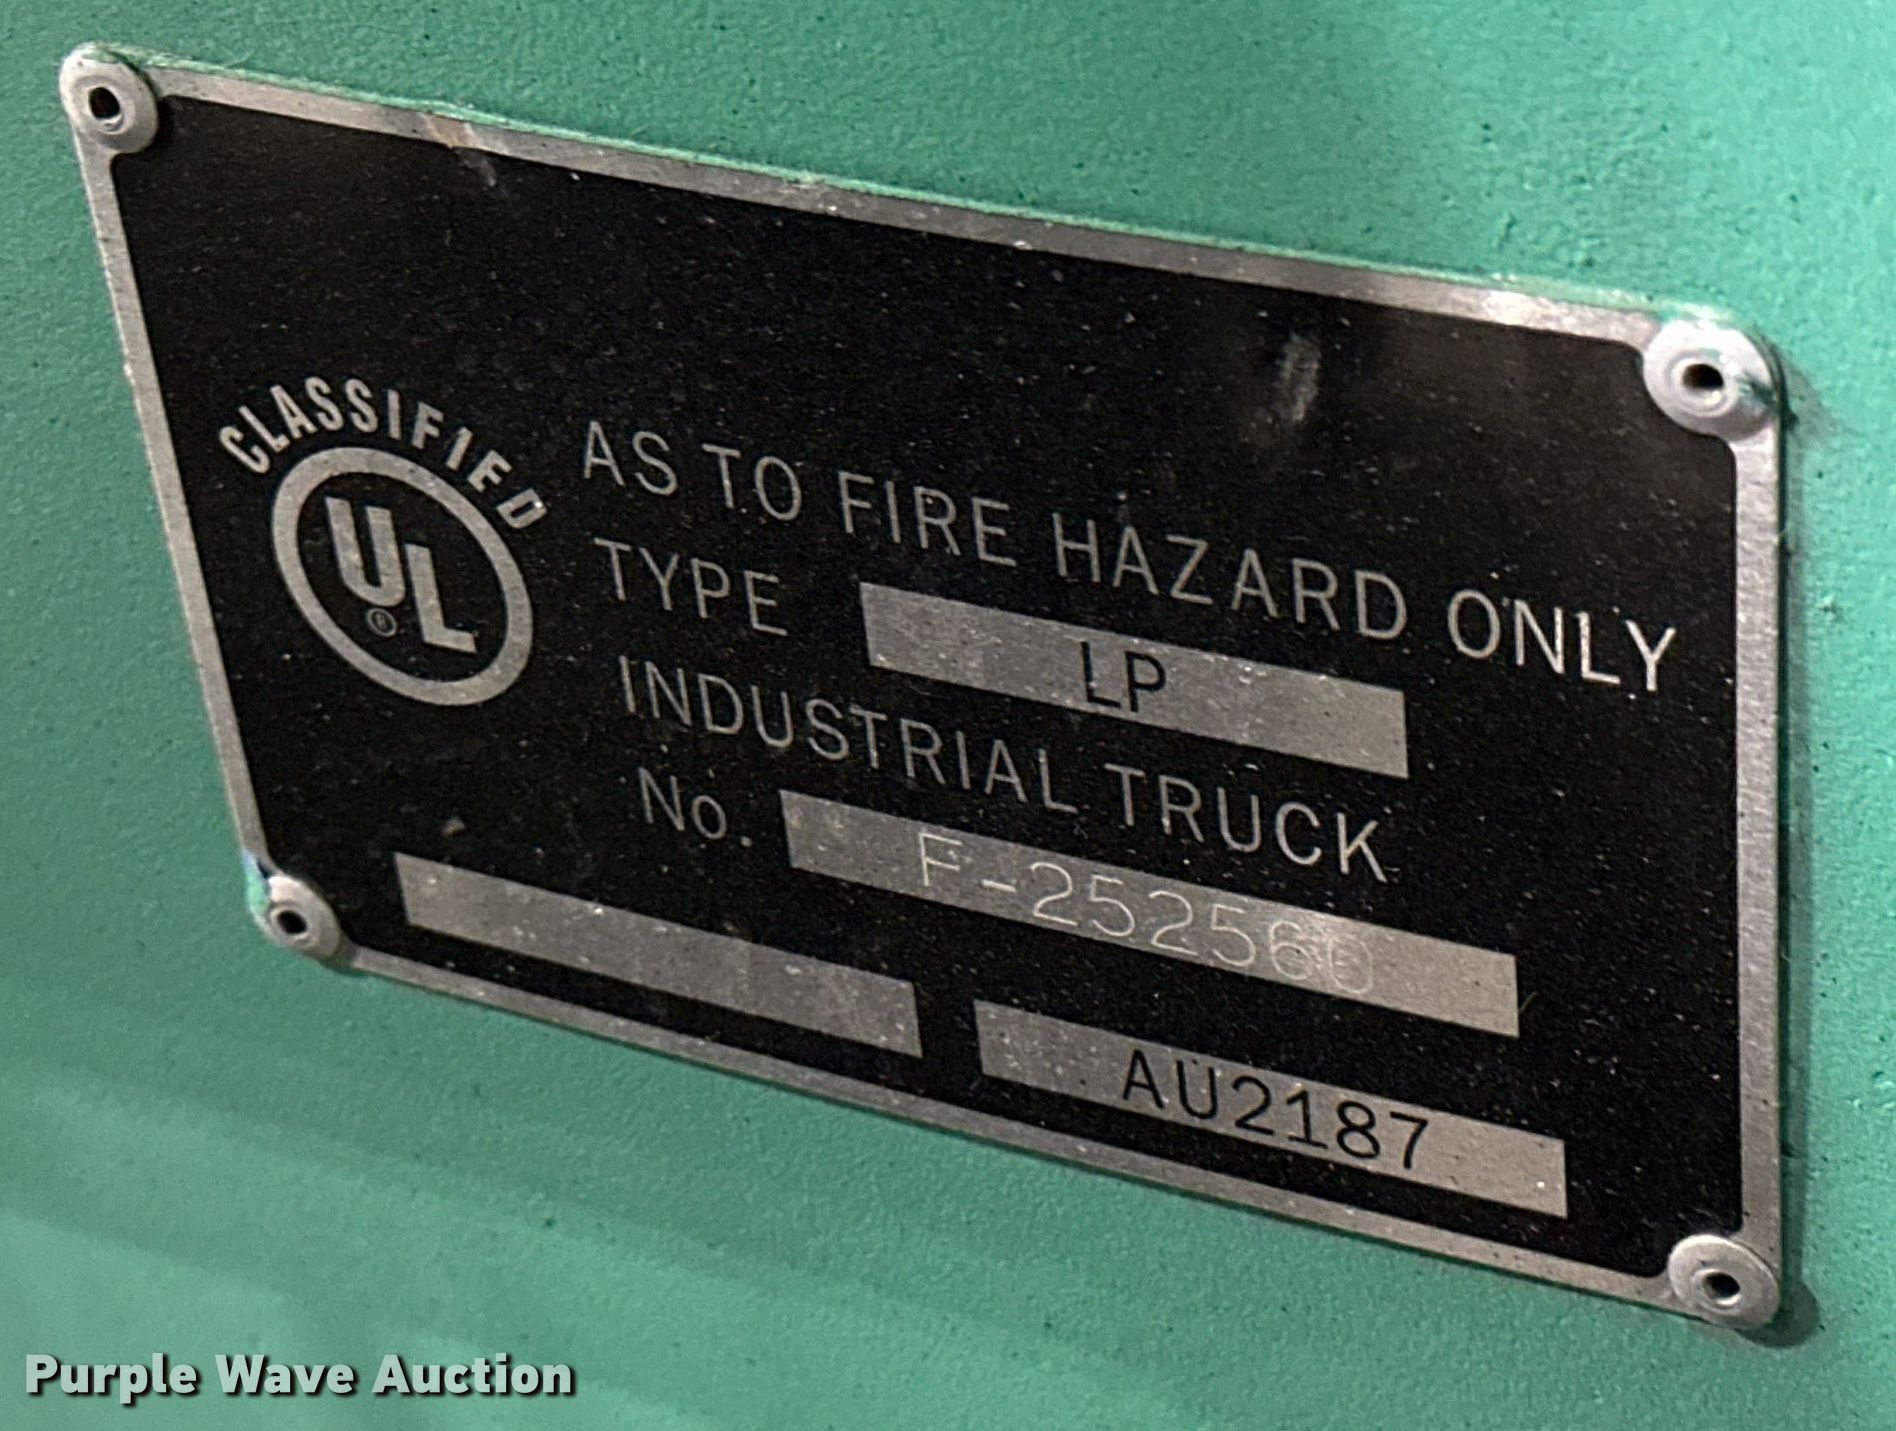 CLASSIFIED
UL
®
AS TO FIRE HAZARD ONLY
TYPE LP
INDUSTRIAL TRUCK
No. F-252560
AU2187
Purple Wave Auction